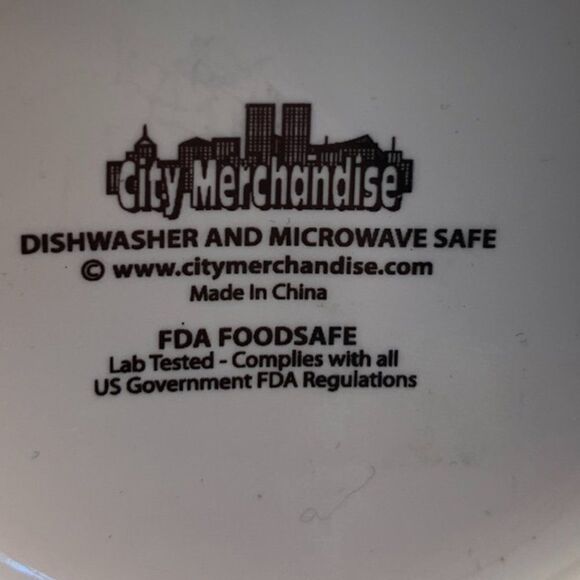 City Merchandise
DISHWASHER AND MICROWAVE SAFE
© www.citymerchandise.com
Made In China
FDA FOODSAFE
Lab Tested - Complies with all
US Government FDA Regulations